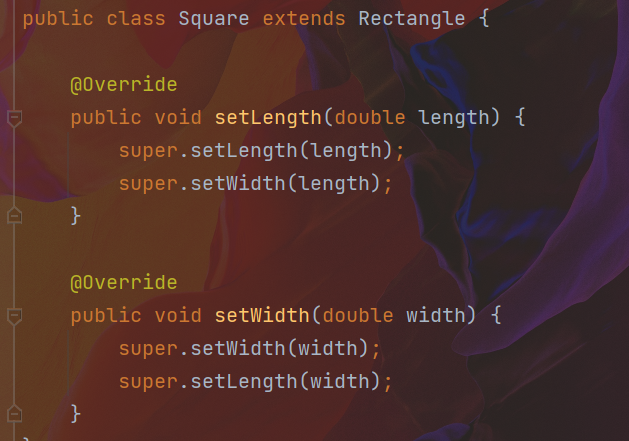 public class Square extends Rectangle {
@Override
public void setLength(double length) {
super.setLength(length);
super.setWidth(length);
}
@Override
public void setWidth(double width) {
super.setWidth(width);
super.setLength(width);
}
}